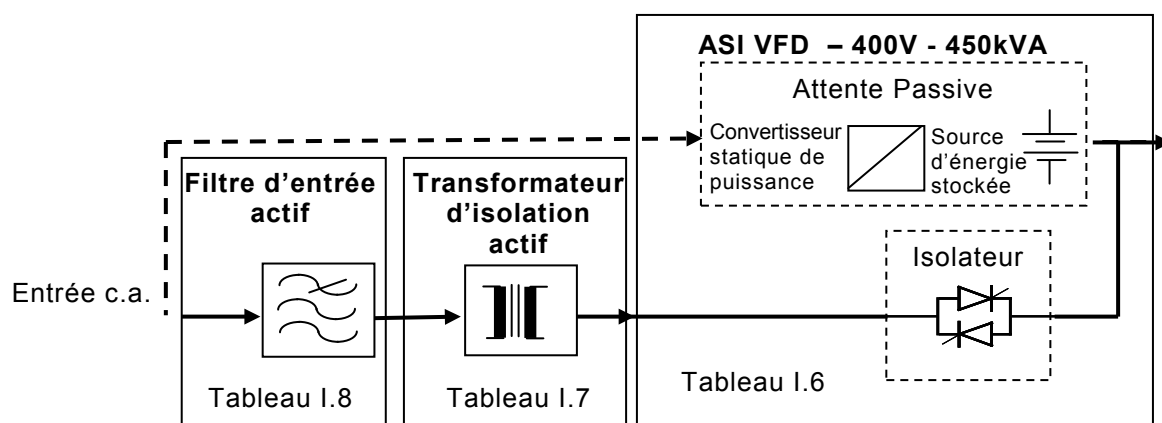 ASI VFD – 400V - 450kVA
Attente Passive
Convertisseur
statique de
puissance
Source
d'énergie
stockée
Filtre d'entrée
actif
Transformateur
d'isolation
actif
Isolateur
Entrée c.a.
Tableau I.8
Tableau I.7
Tableau I.6